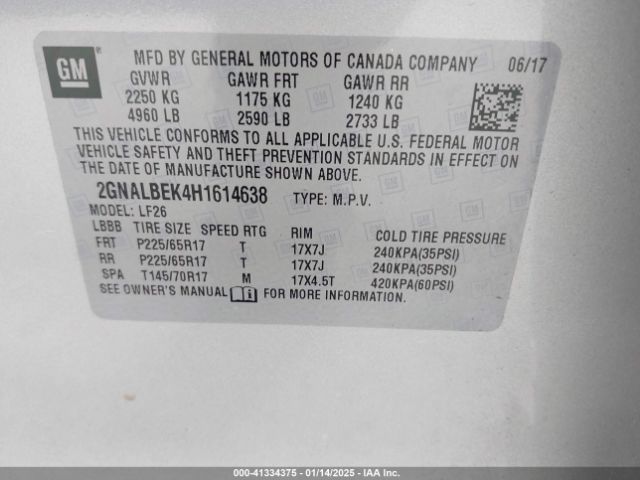 GM
MFD BY GENERAL MOTORS OF CANADA COMPANY 06/17
GVWR GAWR FRT GAWR RR
2250 KG 1175 KG 1240 KG
4960 LB 2590 LB 2733 LB
THIS VEHICLE CONFORMS TO ALL APPLICABLE U.S. FEDERAL MOTOR
VEHICLE SAFETY AND THEFT PREVENTION STANDARDS IN EFFECT ON
THE DATE OF MANUFACTURE SHOWN ABOVE.
2GNALBEK4H1614638 TYPE: M.P.V.
MODEL: LF26
LBBB TIRE SIZE SPEED RTG RIM COLD TIRE PRESSURE
FRT P225/65R17 T 17X7J 240KPA(35PSI)
RR P225/65R17 T 17X7J 240KPA(35PSI)
SPA T145/70R17 M 17X4.5T 420KPA(60PSI)
SEE OWNER'S MANUAL FOR MORE INFORMATION.
000-41334375 - 01/14/2025 - IAAI.com